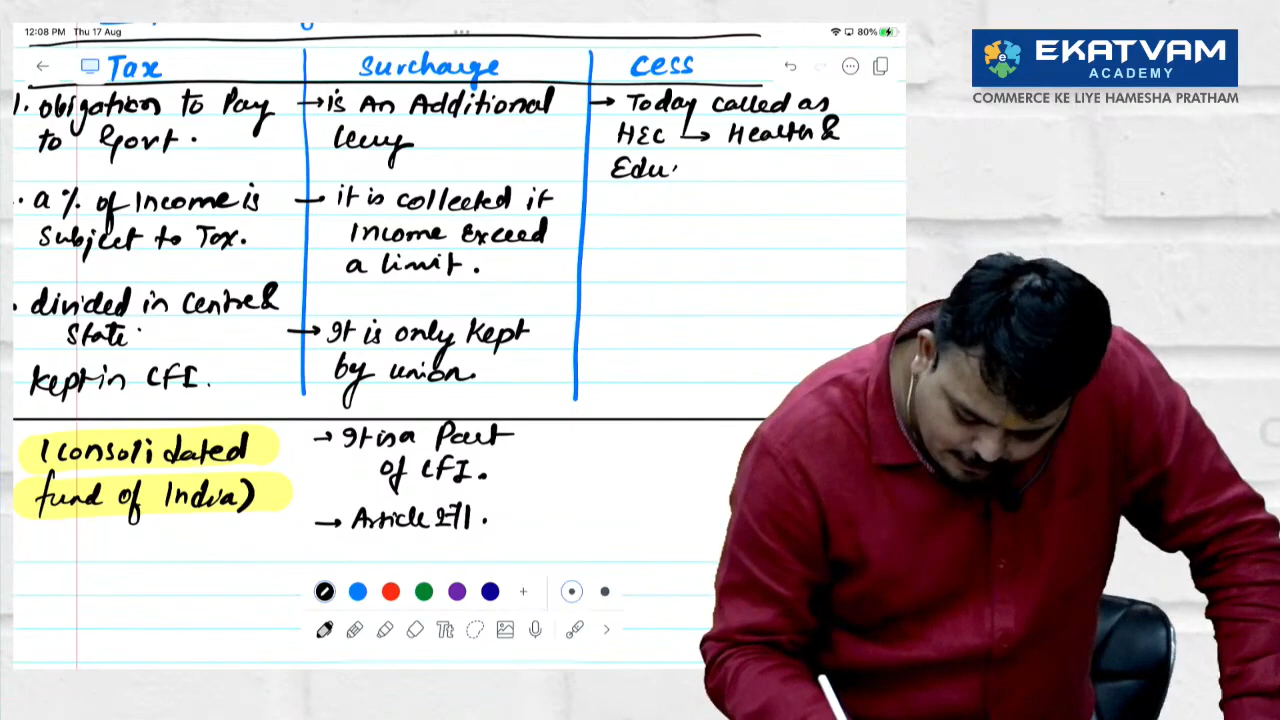 12:08 PM Thu 17 Aug
80%
EKATVAM
ACADEMY
COMMERCE KE LIYE HAMESHA PRATHAM
Tax
1. obligation to Pay
to Govt.
. a % of Income is
Subject to Tax.
. divided in Centre &
State.
Kept in CFI.
(Consolidated
fund of India)
Surcharge
→ is An Additional
levy
— it is collected if
income Exceed
a limit.
→ It is only Kept
by union.
→ It is a Part
of CFI.
→ Article 271.
Cess
→ Today called as
HEC → Health &
Edu.
Tt